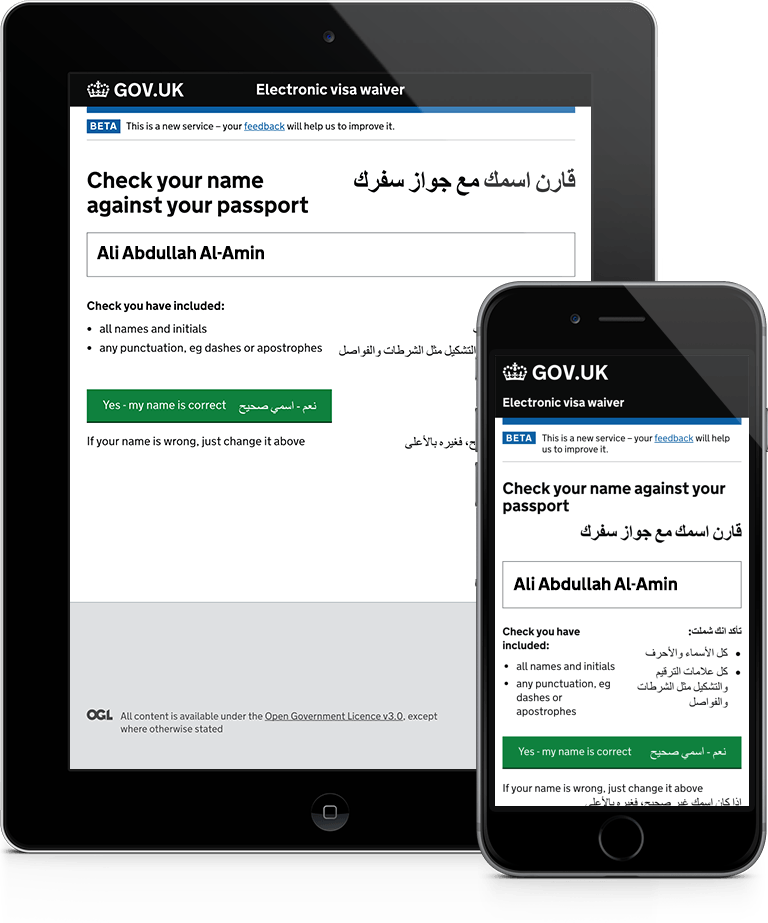 GOV.UK Electronic visa waiver
BETA This is a new service – your feedback will help us to improve it.
Check your name
against your passport
قارن اسمك مع جواز سفرك
Ali Abdullah Al-Amin
Check you have included:
• all names and initials
• any punctuation, eg dashes or apostrophes
التشكيل مثل الشرطات والفواصل
Yes - my name is correct نعم - اسمي صحيح
If your name is wrong, just change it above
، فغيره بالأعلى
OGL All content is available under the Open Government Licence v3.0, except
where otherwise stated
GOV.UK
Electronic visa waiver
BETA This is a new service – your feedback will help
us to improve it.
Check your name against your
passport
قارن اسمك مع جواز سفرك
Ali Abdullah Al-Amin
Check you have
included:
• all names and initials
• any punctuation, eg
dashes or
apostrophes
تأكد انك شملت:
• كل الأسماء والأحرف
• كل علامات الترقيم
والتشكيل مثل الشرطات
والفواصل
Yes - my name is correct نعم - اسمي صحيح
If your name is wrong, just change it above
إذا كان اسمك غير صحيح، فغيره بالأعلى